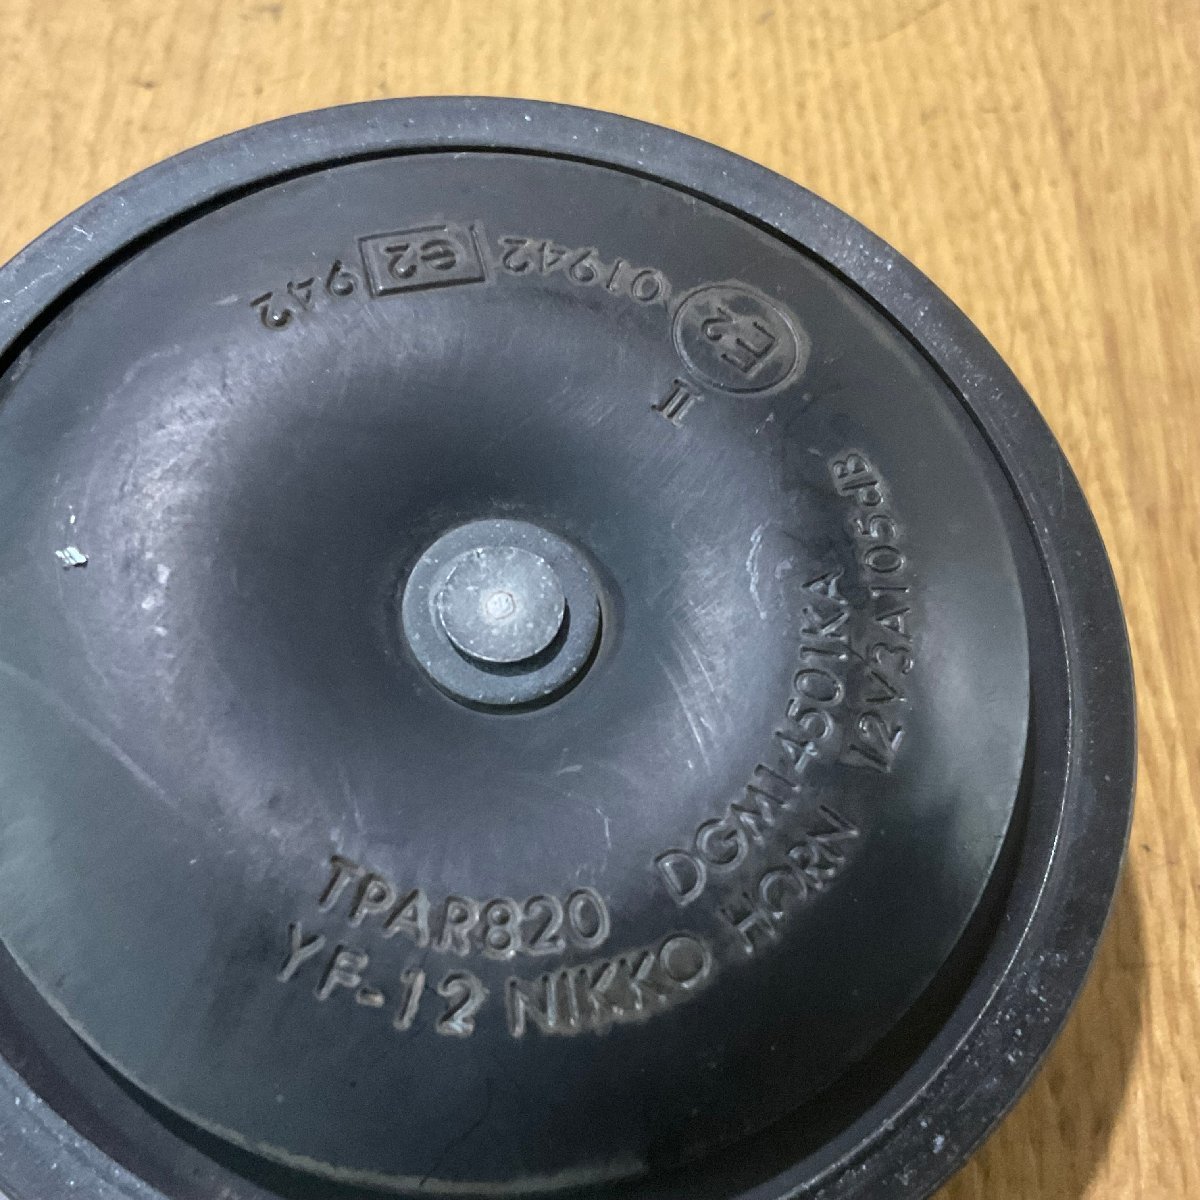 TPAR820 DGM14501KA
YF-12 NIKKO HORN 12V3A105dB
II
E2 01942 e2 942